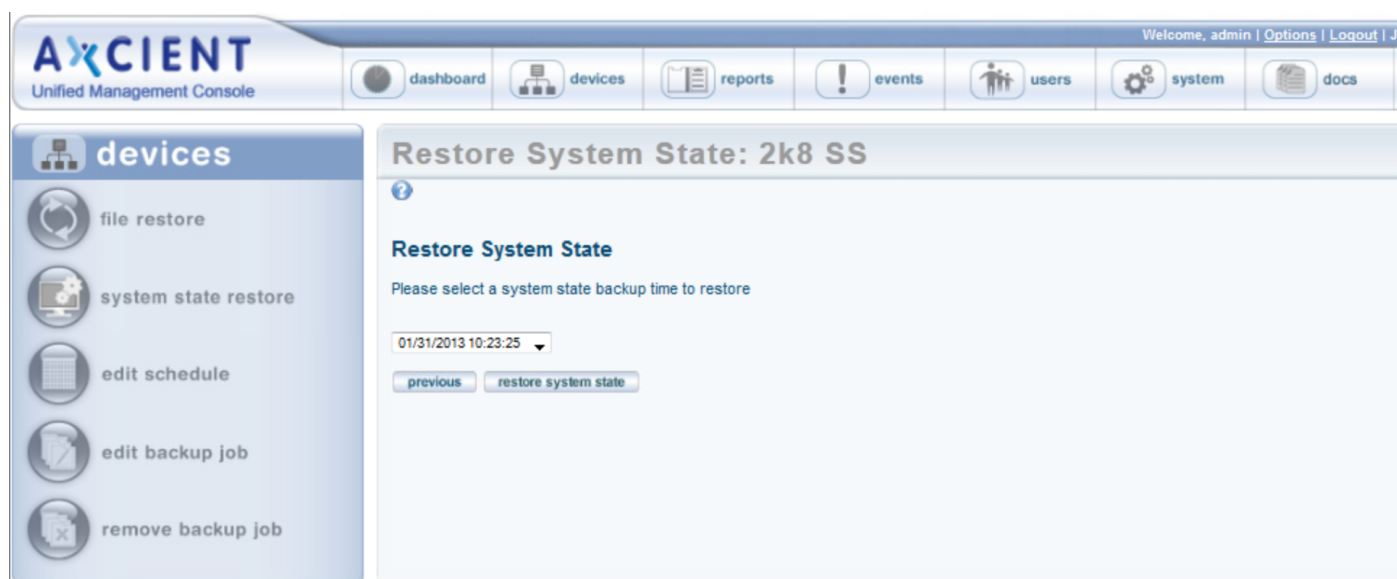 AXCIENT
Unified Management Console
Welcome, admin | Options | Logout | J
dashboard
devices
reports
events
users
system
docs
devices
file restore
system state restore
edit schedule
edit backup job
remove backup job
Restore System State: 2k8 SS
?
Restore System State
Please select a system state backup time to restore
01/31/2013 10:23:25
previous
restore system state